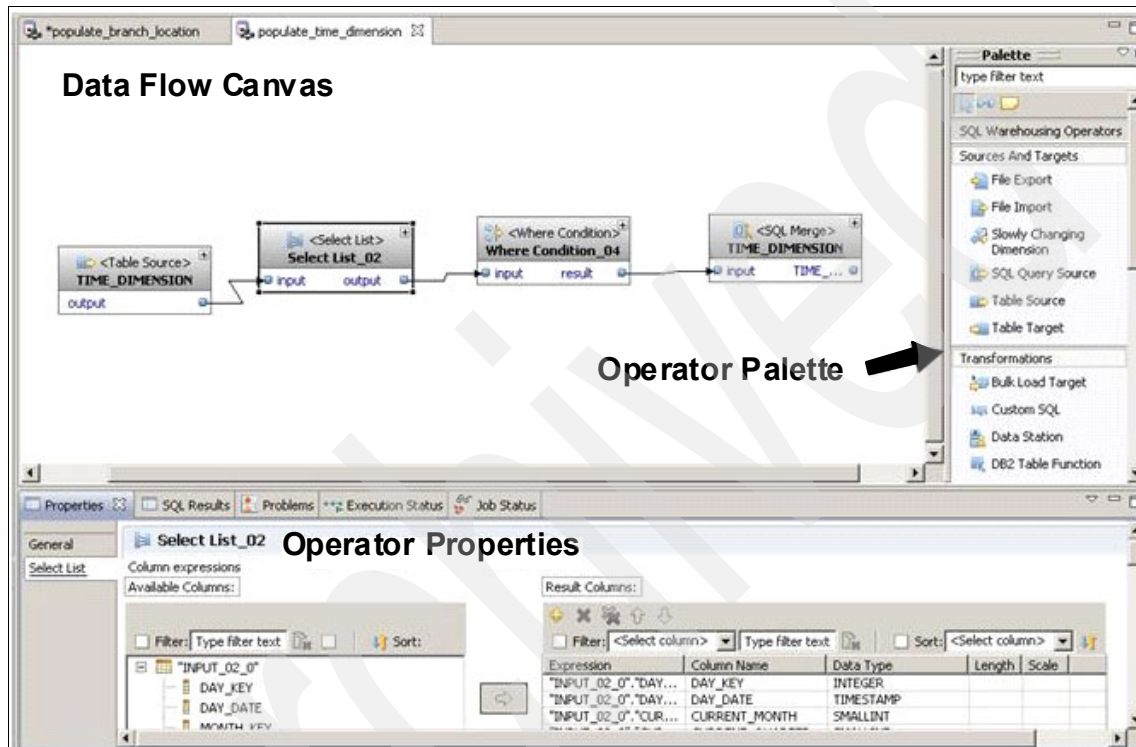 *populate_branch_location
populate_time_dimension
Data Flow Canvas
<Table Source>
TIME_DIMENSION
output
<Select List>
Select List_02
input output
<Where Condition>
Where Condition_04
input result
<SQL Merge>
TIME_DIMENSION
input TIME_...
Operator Palette
Palette
type filter text
SQL Warehousing Operators
Sources And Targets
File Export
File Import
Slowly Changing
Dimension
SQL Query Source
Table Source
Table Target
Transformations
Bulk Load Target
Custom SQL
Data Station
DB2 Table Function
Properties SQL Results Problems Execution Status Job Status
General
Select List
Select List_02
Operator Properties
Column expressions
Available Columns:
Filter: Type filter text Sort:
"INPUT_02_0"
DAY_KEY
DAY_DATE
MONTH_KEY
Result Columns:
Filter: <Select column> Type filter text Sort: <Select column>
Expression Column Name Data Type Length Scale
"INPUT_02_0"."DAY... DAY_KEY INTEGER
"INPUT_02_0"."DAY... DAY_DATE TIMESTAMP
"INPUT_02_0"."CUR... CURRENT_MONTH SMALLINT